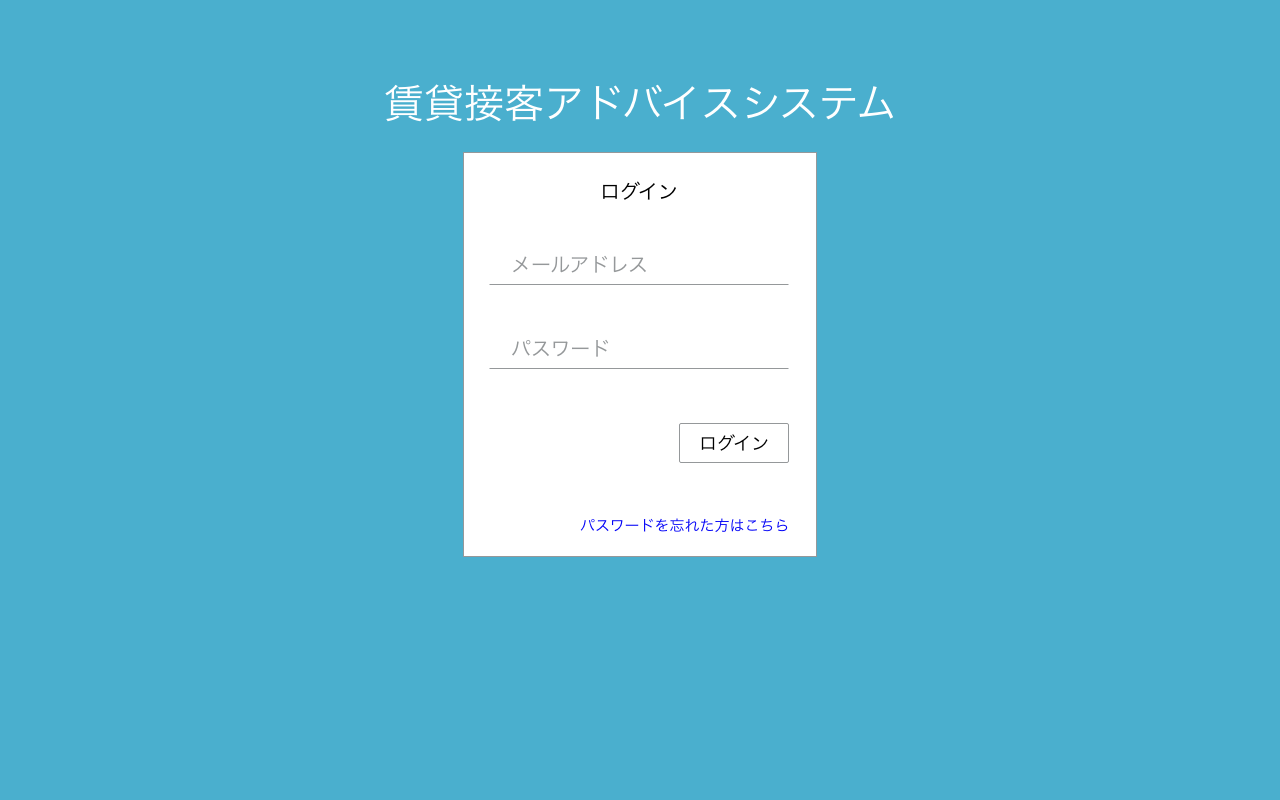 賃貸接客アドバイスシステム
ログイン
メールアドレス
パスワード
ログイン
パスワードを忘れた方はこちら